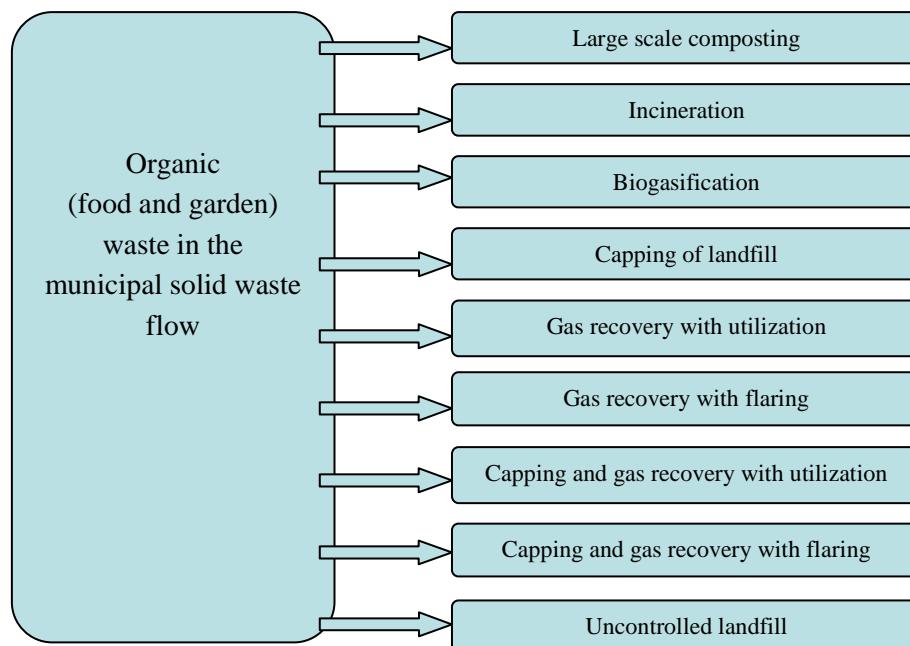 Organic
(food and garden)
waste in the
municipal solid waste
flow
Large scale composting
Incineration
Biogasification
Capping of landfill
Gas recovery with utilization
Gas recovery with flaring
Capping and gas recovery with utilization
Capping and gas recovery with flaring
Uncontrolled landfill